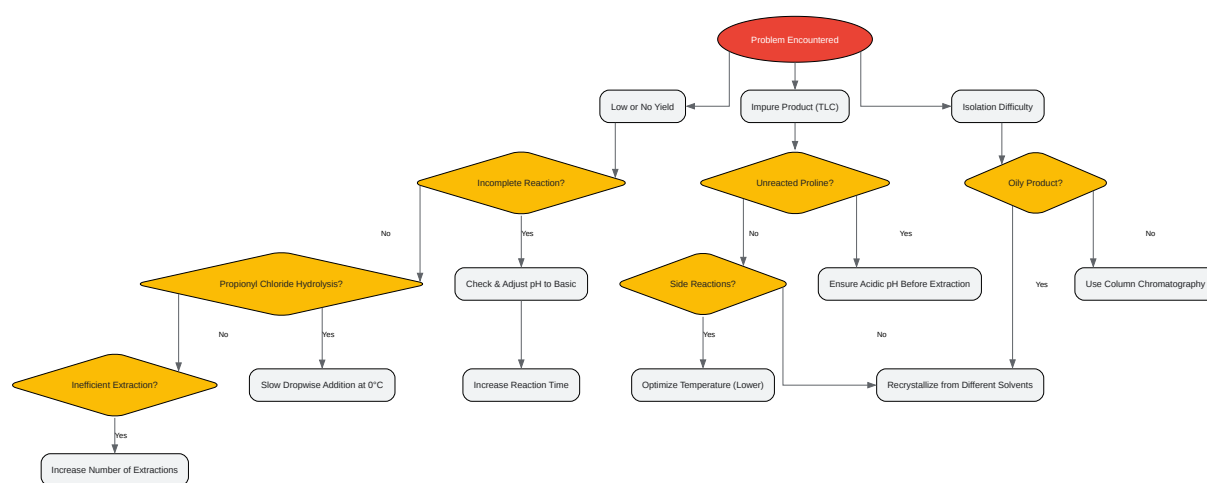 Problem Encountered
Low or No Yield
Impure Product (TLC)
Isolation Difficulty
Incomplete Reaction?
Unreacted Proline?
Oily Product?
No
Yes
No
Yes
No
Propionyl Chloride Hydrolysis?
Check & Adjust pH to Basic
Side Reactions?
Ensure Acidic pH Before Extraction
Yes
Use Column Chromatography
No
Yes
Yes
No
Inefficient Extraction?
Slow Dropwise Addition at 0°C
Increase Reaction Time
Optimize Temperature (Lower)
Recrystallize from Different Solvents
Yes
Increase Number of Extractions